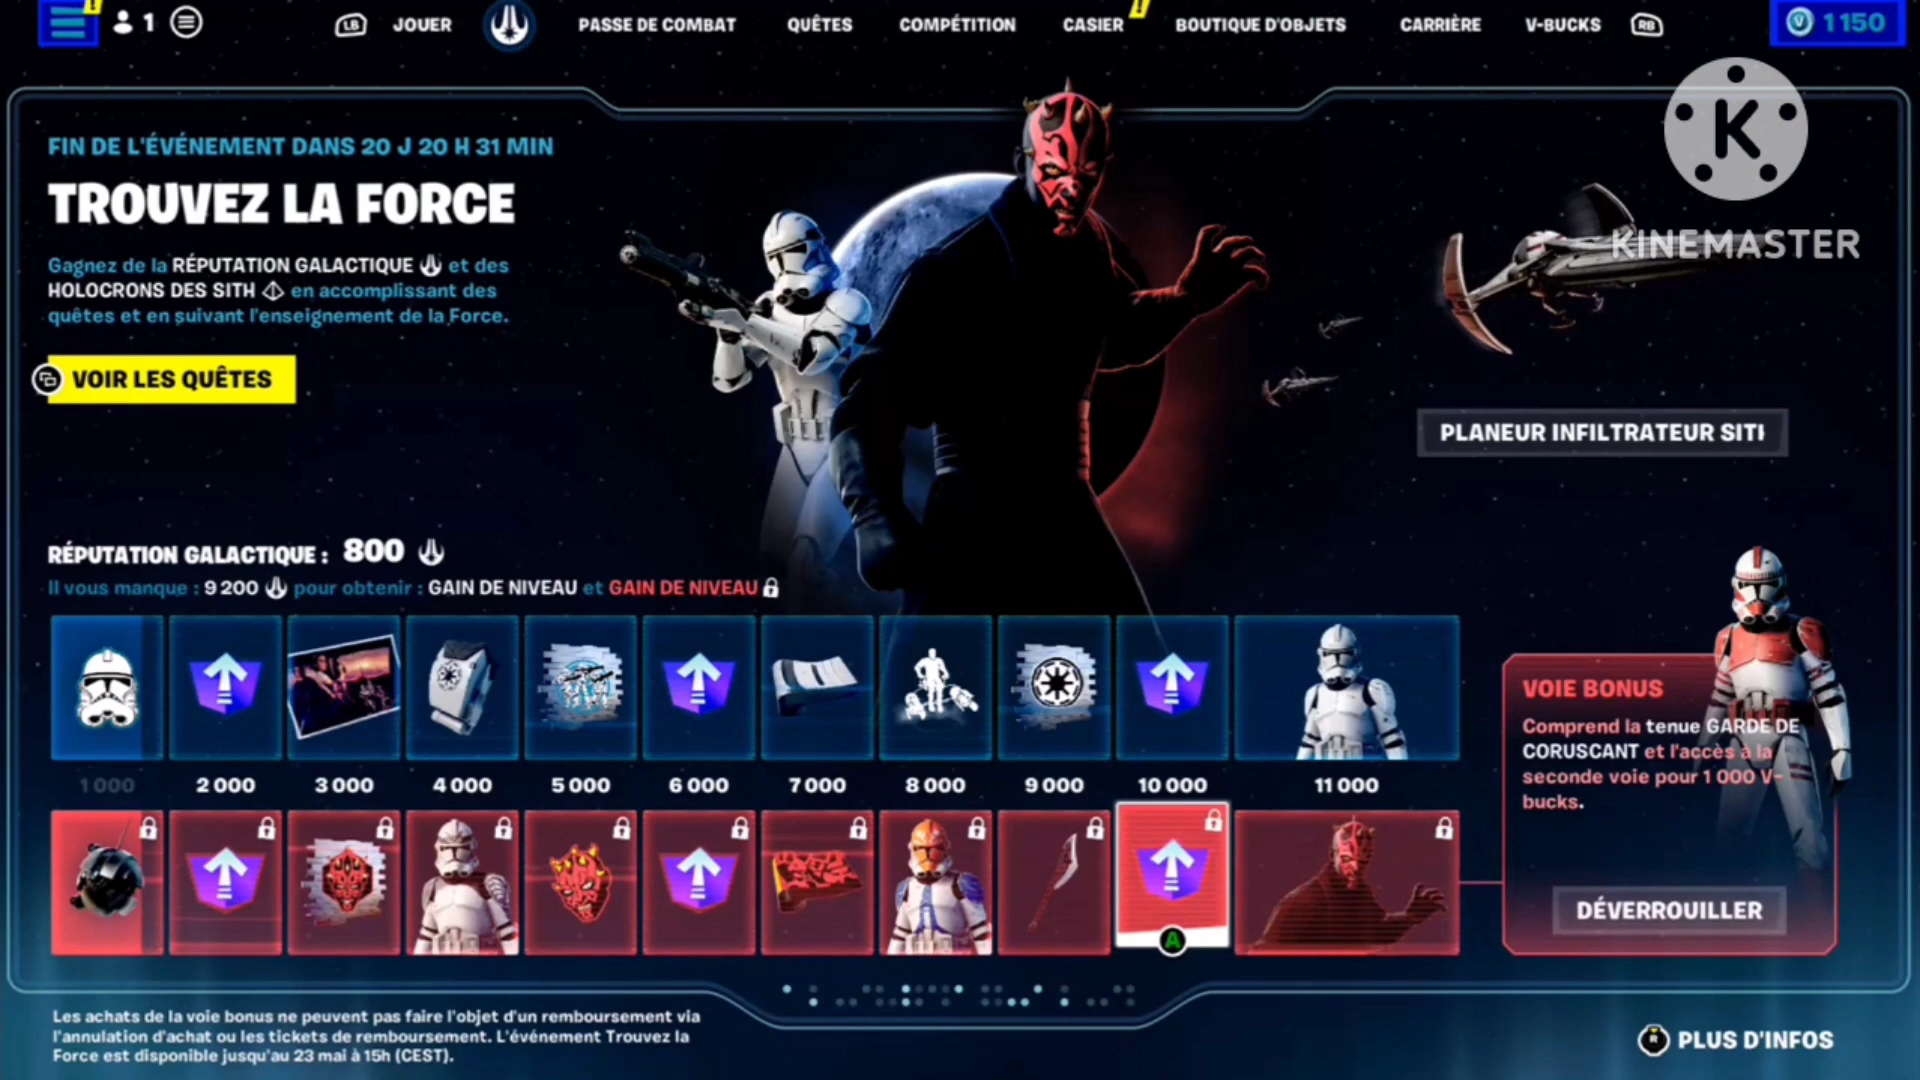 1
LB
JOUER
PASSE DE COMBAT
QUÊTES
COMPÉTITION
CASIER
BOUTIQUE D'OBJETS
CARRIÈRE
V-BUCKS
RB
1 150
K
KINEMASTER
FIN DE L'ÉVÉNEMENT DANS 20 J 20 H 31 MIN
TROUVEZ LA FORCE
Gagnez de la RÉPUTATION GALACTIQUE et des
HOLOCRONS DES SITH en accomplissant des
quêtes et en suivant l'enseignement de la Force.
VOIR LES QUÊTES
PLANEUR INFILTRATEUR SITH
RÉPUTATION GALACTIQUE : 800
Il vous manque : 9 200 pour obtenir : GAIN DE NIVEAU et GAIN DE NIVEAU
1 000
2 000
3 000
4 000
5 000
6 000
7 000
8 000
9 000
10 000
11 000
A
VOIE BONUS
Comprend la tenue GARDE DE
CORUSCANT et l'accès à la
seconde voie pour 1 000 V-
bucks.
DÉVERROUILLER
Les achats de la voie bonus ne peuvent pas faire l'objet d'un remboursement via
l'annulation d'achat ou les tickets de remboursement. L'événement Trouvez la
Force est disponible jusqu'au 23 mai à 15h (CEST).
R
PLUS D'INFOS